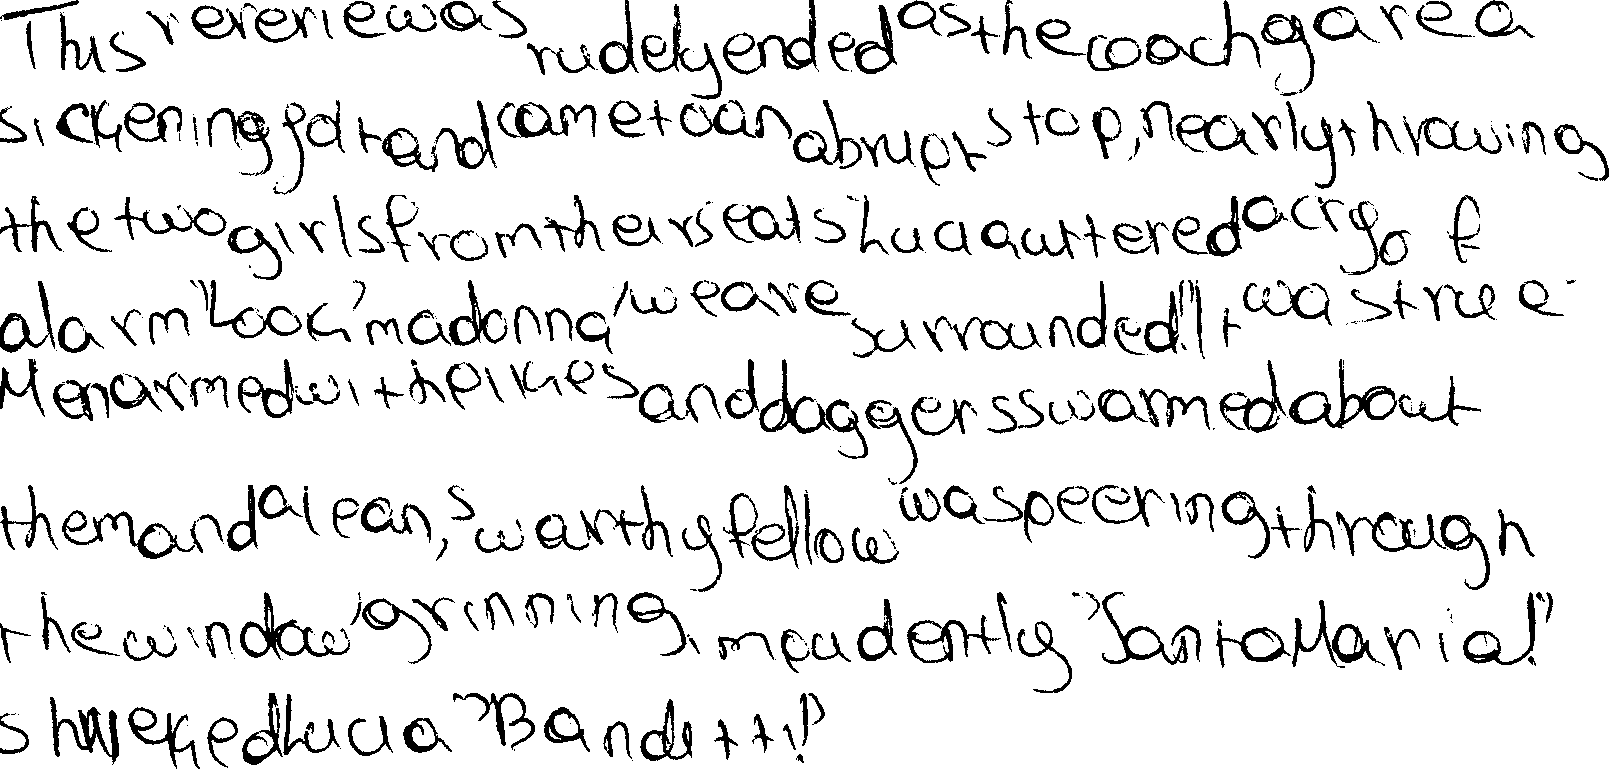 This reverie was rudely ended as the coach gave a
sickening jolt and came to an abrupt stop, nearly throwing
the two girls from their seats. Lucia uttered a cry of
alarm. "Look, madonna, we are surrounded!" It was true.
Men armed with pikes and daggers swarmed about
them and a lean, swarthy fellow was peering through
the window, grinning impudently. "Santa Maria!"
shrieked Lucia. "Banditti!"